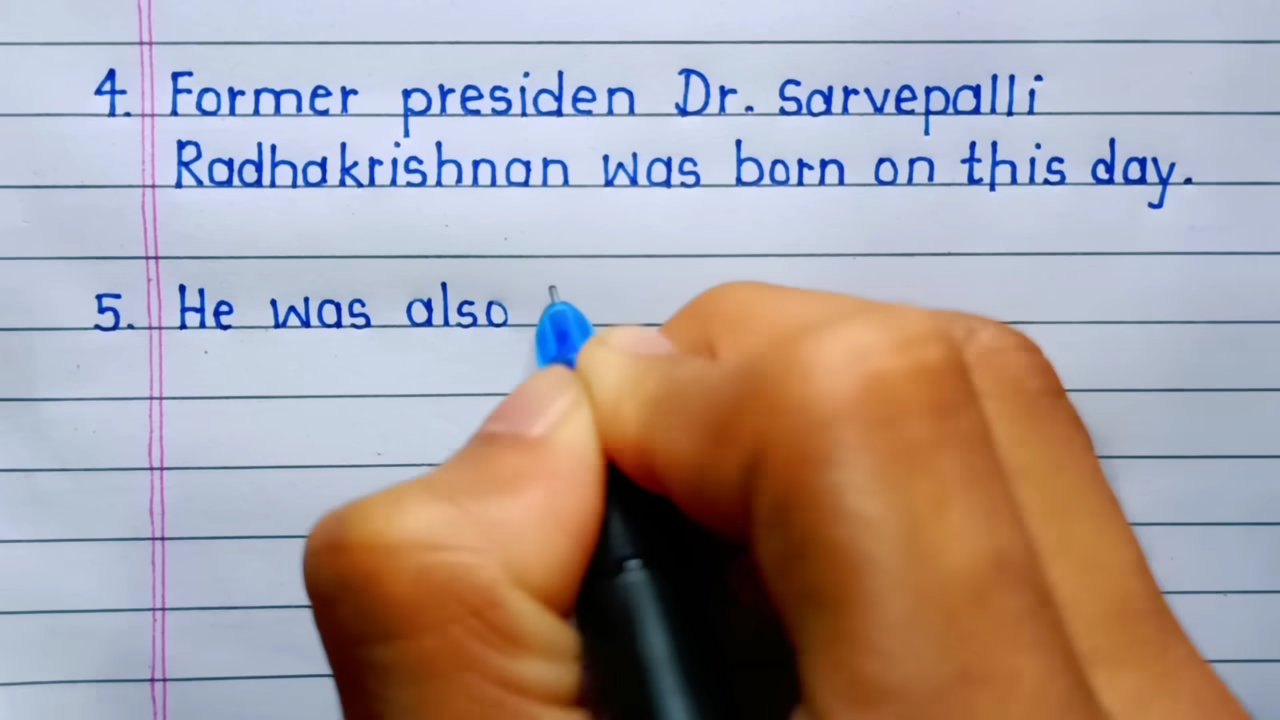 4. Former presiden Dr. Sarvepalli
Radhakrishnan was born on this day.
5. He was also